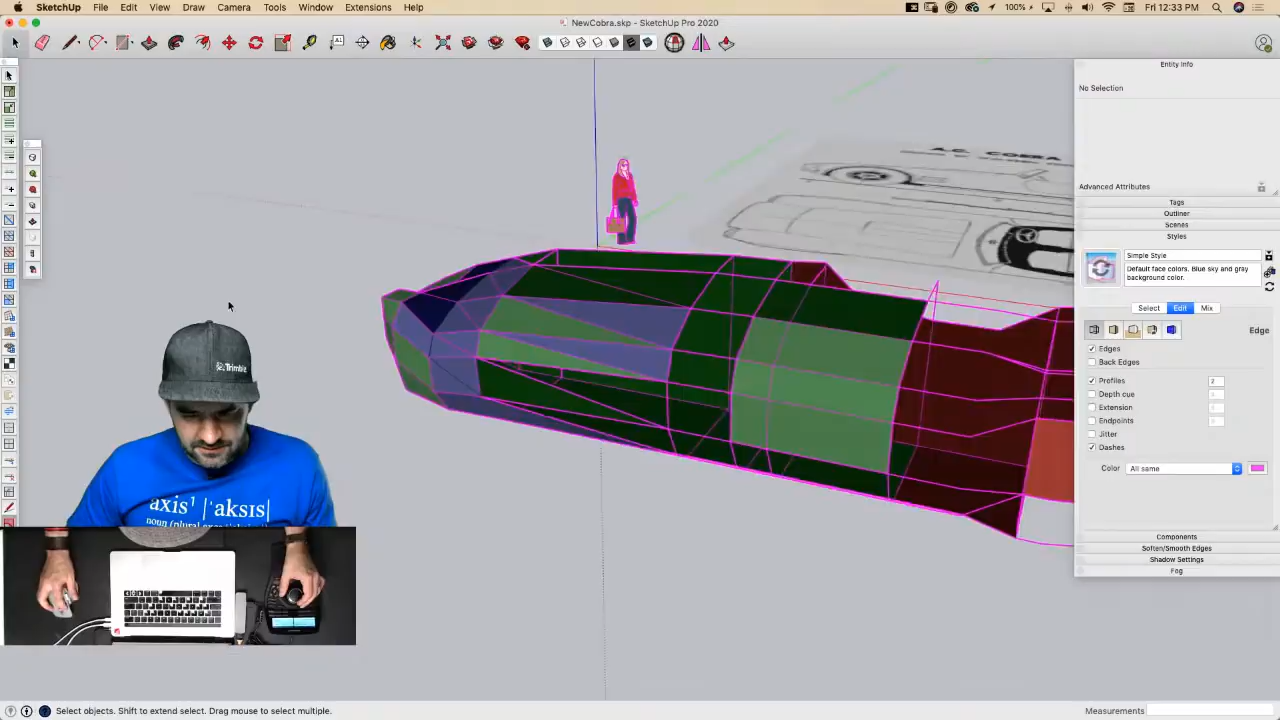 SketchUp File Edit View Draw Camera Tools Window Extensions Help
100% Fri 12:33 PM
NewCobra.skp - SketchUp Pro 2020
Entity Info
No Selection
Advanced Attributes
Tags
Outliner
Scenes
Styles
Simple Style
Default face colors. Blue sky and gray
background color.
Select Edit Mix
Edge
Edges
Back Edges
Profiles 2
Depth cue
Extension
Endpoints
Jitter
Dashes
Color All same
Components
Soften/Smooth Edges
Shadow Settings
Fog
A.C. COBRA
Trimble
axis¹ |ˈaksɪs|
noun (plural axes
Select objects. Shift to extend select. Drag mouse to select multiple.
Measurements